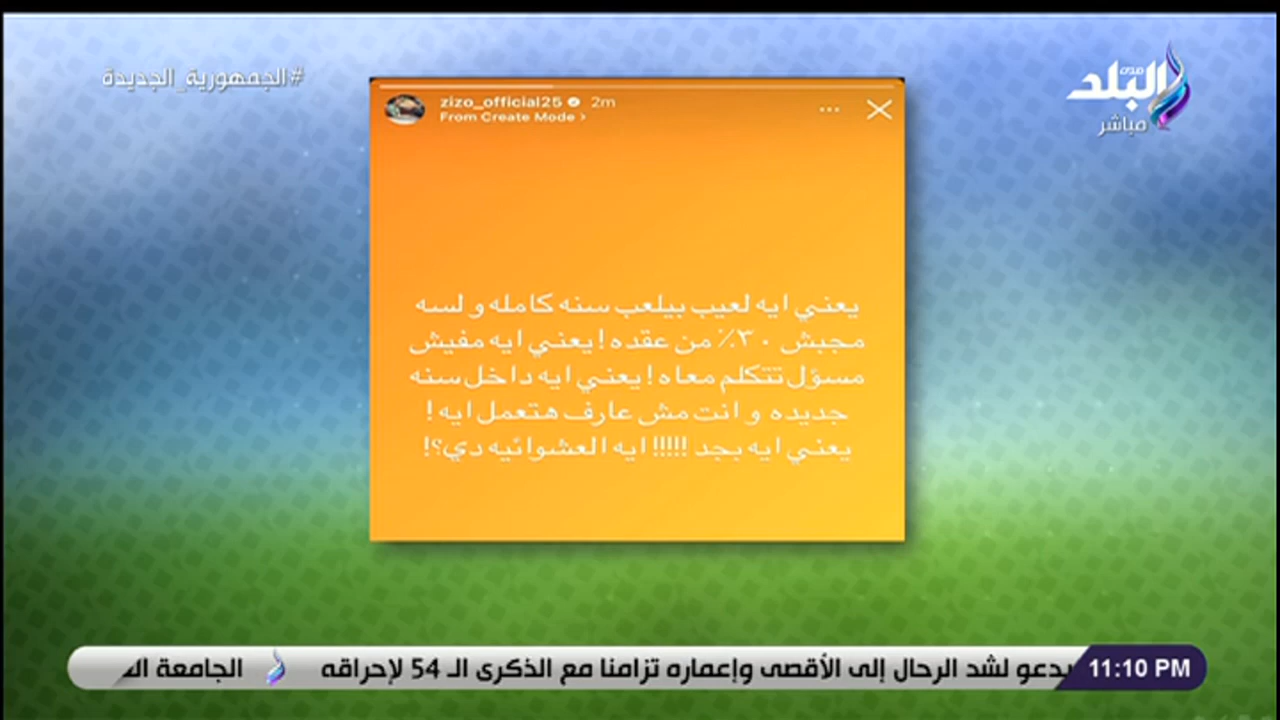 #الجمهورية_الجديدة
صدى
البلد
مباشر
zizo_official25 2m
From Create Mode >
يعني ايه لعيب بيلعب سنه كامله و لسه
مجبش ٣٠٪ من عقده ! يعني ايه مفيش
مسؤل تتكلم معاه ! يعني ايه داخل سنه
جديده و انت مش عارف هتعمل ايه !
يعني ايه بجد !!!!! ايه العشوائيه دي؟!
11:10 PM
يدعو لشد الرحال إلى الأقصى وإعماره تزامنا مع الذكرى الـ 54 لإحراقه
الجامعة